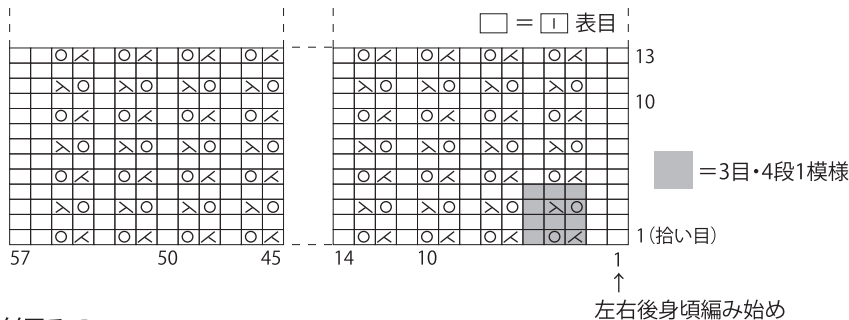 □ = ｜ 表目
13
10
=3目・4段1模様
1(拾い目)
57 50 45 14 10 1
↑
左右後身頃編み始め